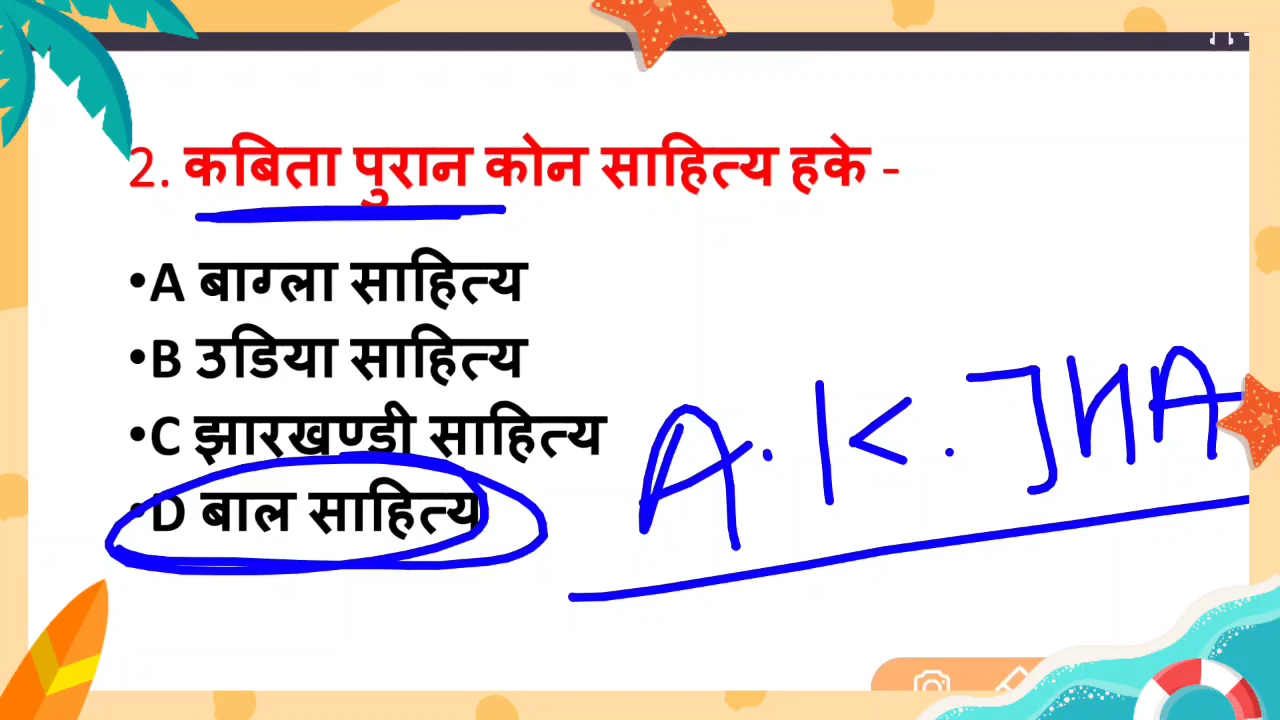 2. कबिता पुरान कोन साहित्य हके -
•A बाग्ला साहित्य
•B उडिया साहित्य
•C झारखण्डी साहित्य
•D बाल साहित्य
A. K. JHA